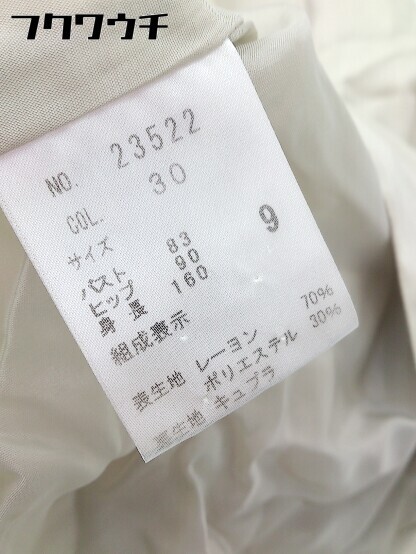 フクワウチ
NO. 23522
COL. 30
サイズ 9
バスト 83
ヒップ 90
身長 160
組成表示
表生地 レーヨン 70%
ポリエステル 30%
裏生地 キュプラ